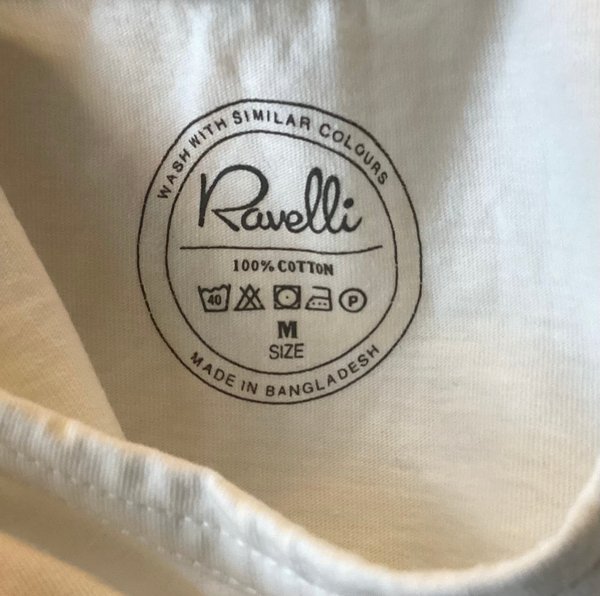 WASH WITH SIMILAR COLOURS
Ravelli
100% COTTON
40 P
M
SIZE
MADE IN BANGLADESH